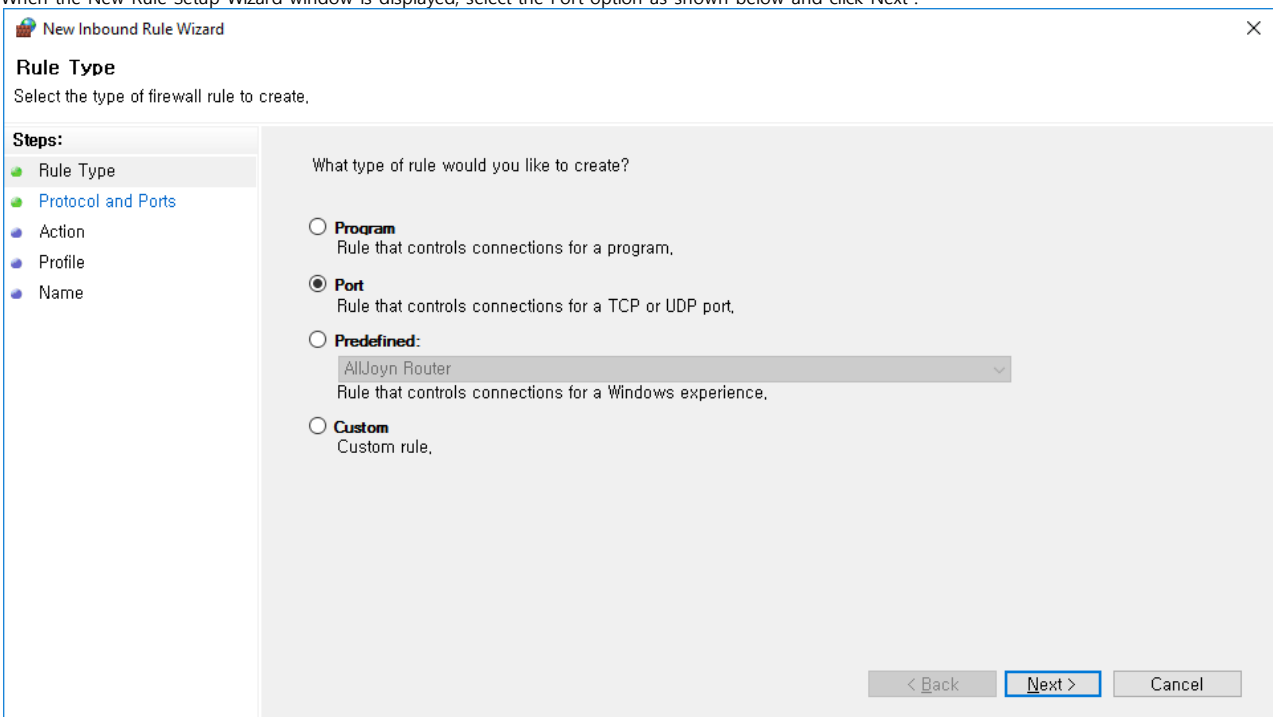 When the New Rule Setup Wizard window is displayed, select the Port option as shown below and click Next .
New Inbound Rule Wizard
Rule Type
Select the type of firewall rule to create.
Steps:
Rule Type
Protocol and Ports
Action
Profile
Name
What type of rule would you like to create?
Program
Rule that controls connections for a program.
Port
Rule that controls connections for a TCP or UDP port.
Predefined:
AllJoyn Router
Rule that controls connections for a Windows experience.
Custom
Custom rule.
< Back
Next >
Cancel